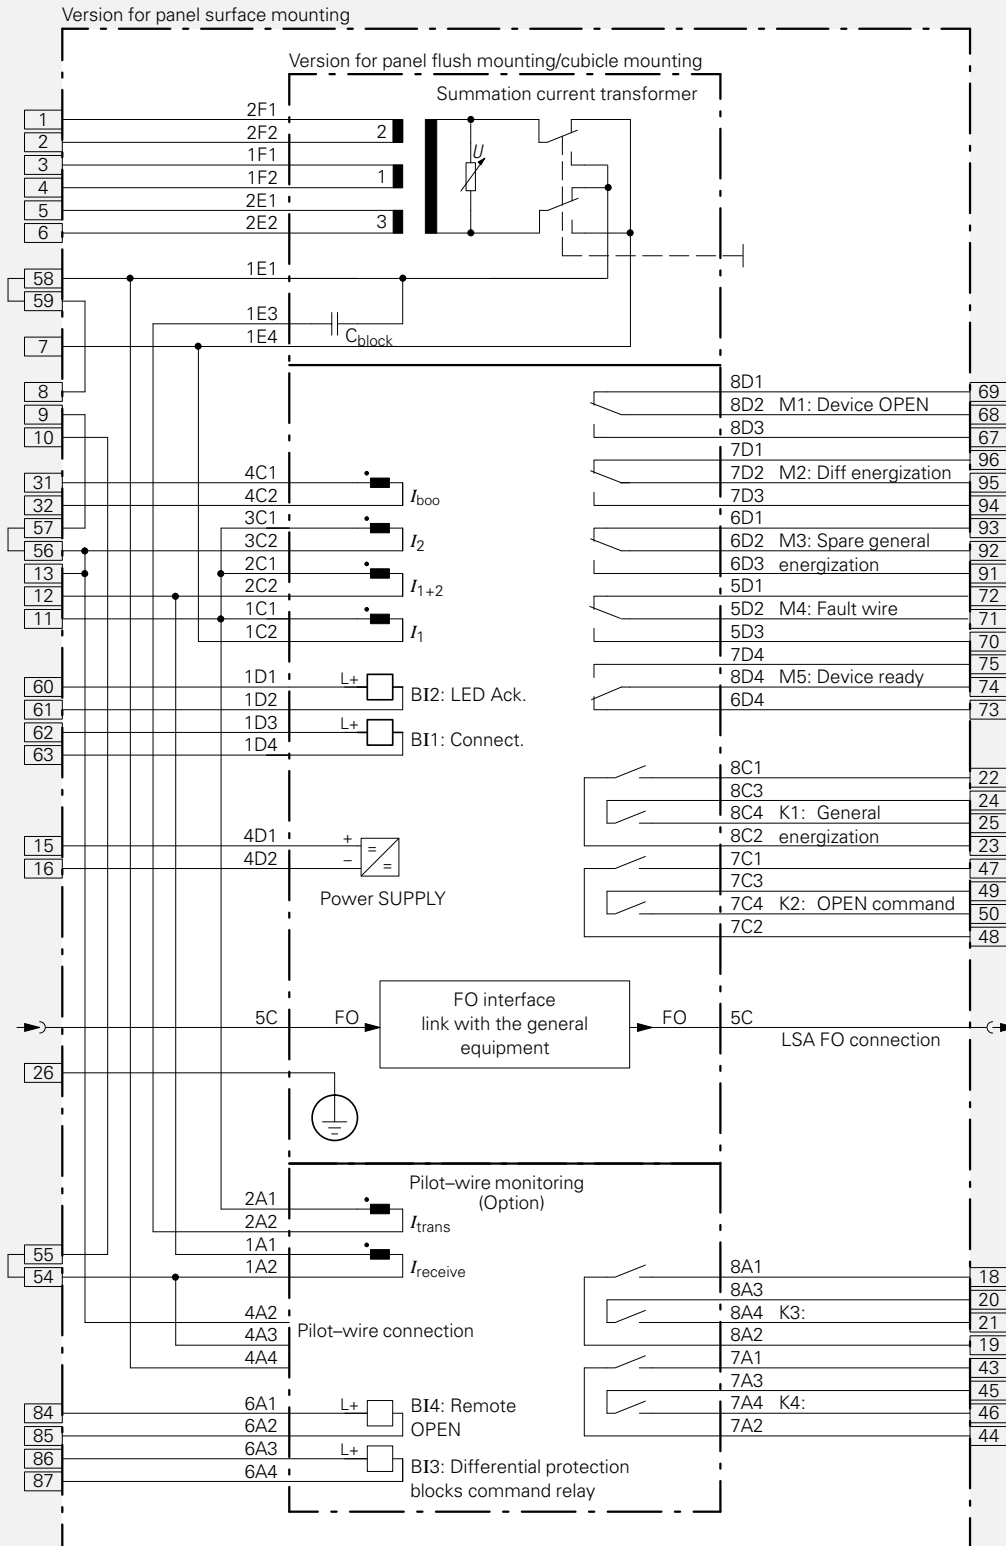 Version for panel surface mounting
Version for panel flush mounting/cubicle mounting
Summation current transformer
1 2F1
2 2F2 2
3 1F1
4 1F2 1
5 2E1
6 2E2 3
U
58 1E1
59
1E3
Cblock
7 1E4
8
9
10
8D1 69
8D2 M1: Device OPEN 68
8D3 67
7D1 96
31 4C1 7D2 M2: Diff energization 95
32 4C2 Iboo 7D3 94
57 3C1 6D1 93
56 3C2 I2 6D2 M3: Spare general 92
13 2C1 6D3 energization 91
12 2C2 I1+2 5D1 72
11 1C1 5D2 M4: Fault wire 71
1C2 I1 5D3 70
7D4 75
60 1D1 L+ 8D4 M5: Device ready 74
61 1D2 BI2: LED Ack. 6D4 73
62 1D3 L+
63 1D4 BI1: Connect.
8C1 22
8C3 24
8C4 K1: General 25
15 4D1 + = 8C2 energization 23
16 4D2 – = 7C1 47
Power SUPPLY 7C3 49
7C4 K2: OPEN command 50
7C2 48
FO interface
link with the general
equipment
5C FO FO 5C
LSA FO connection
26
Pilot–wire monitoring
(Option)
2A1
2A2 Itrans
55 1A1
54 1A2 Ireceive 8A1 18
8A3 20
4A2 8A4 K3: 21
Pilot–wire connection
4A3 8A2 19
4A4 7A1 43
7A3 45
84 6A1 L+ BI4: Remote 7A4 K4: 46
85 6A2 OPEN 7A2 44
86 6A3 L+
87 6A4 BI3: Differential protection
blocks command relay